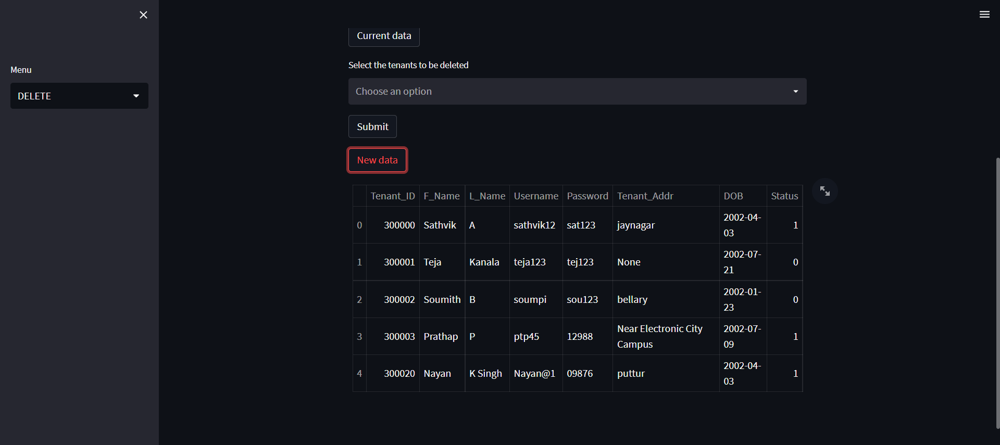 Menu
DELETE
Current data
Select the tenants to be deleted
Choose an option
Submit
New data
Tenant_ID F_Name L_Name Username Password Tenant_Addr DOB Status
0 300000 Sathvik A sathvik12 sat123 jaynagar 2002-04-03 1
1 300001 Teja Kanala teja123 tej123 None 2002-07-21 0
2 300002 Soumith B soumpi sou123 bellary 2002-01-23 0
3 300003 Prathap P ptp45 12988 Near Electronic City Campus 2002-07-09 1
4 300020 Nayan K Singh Nayan@1 09876 puttur 2002-04-03 1